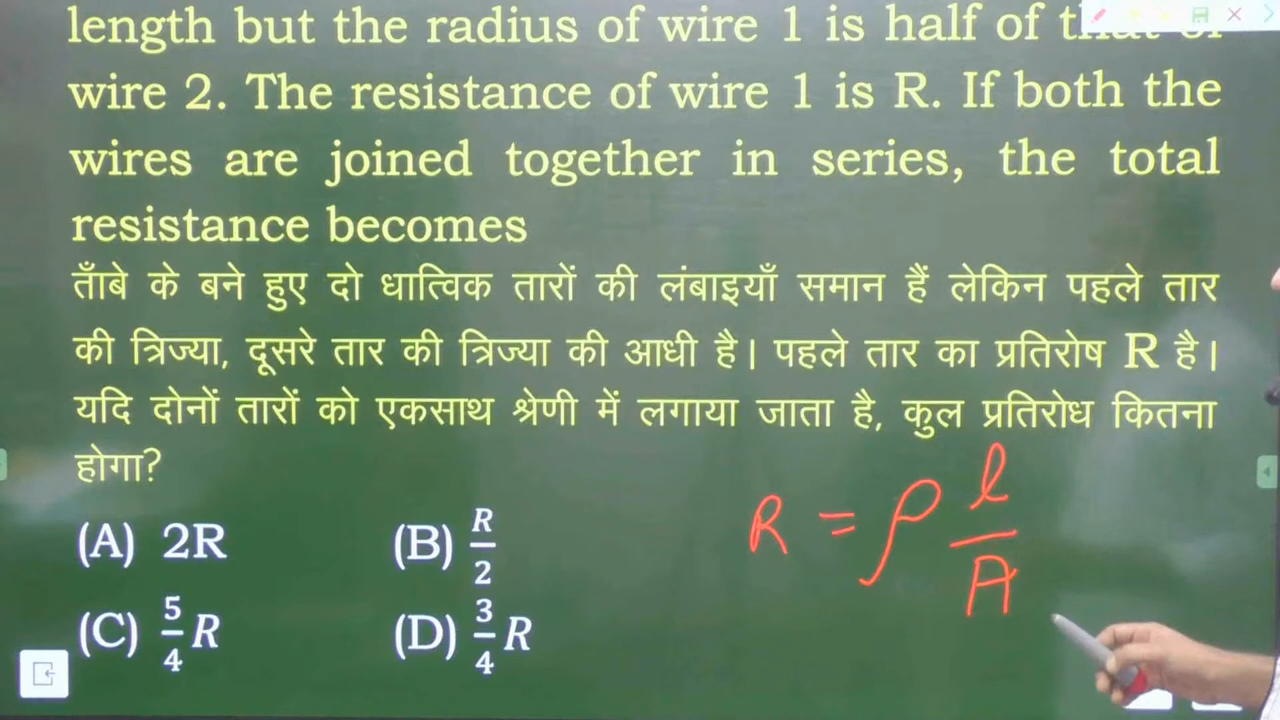 length but the radius of wire 1 is half of that of
wire 2. The resistance of wire 1 is R. If both the
wires are joined together in series, the total
resistance becomes
ताँबे के बने हुए दो धात्विक तारों की लंबाइयाँ समान हैं लेकिन पहले तार
की त्रिज्या, दूसरे तार की त्रिज्या की आधी है। पहले तार का प्रतिरोष R है।
यदि दोनों तारों को एकसाथ श्रेणी में लगाया जाता है, कुल प्रतिरोध कितना
होगा?
(A) 2R (B) R/2
(C) 5/4 R (D) 3/4 R
R = ρ l/A